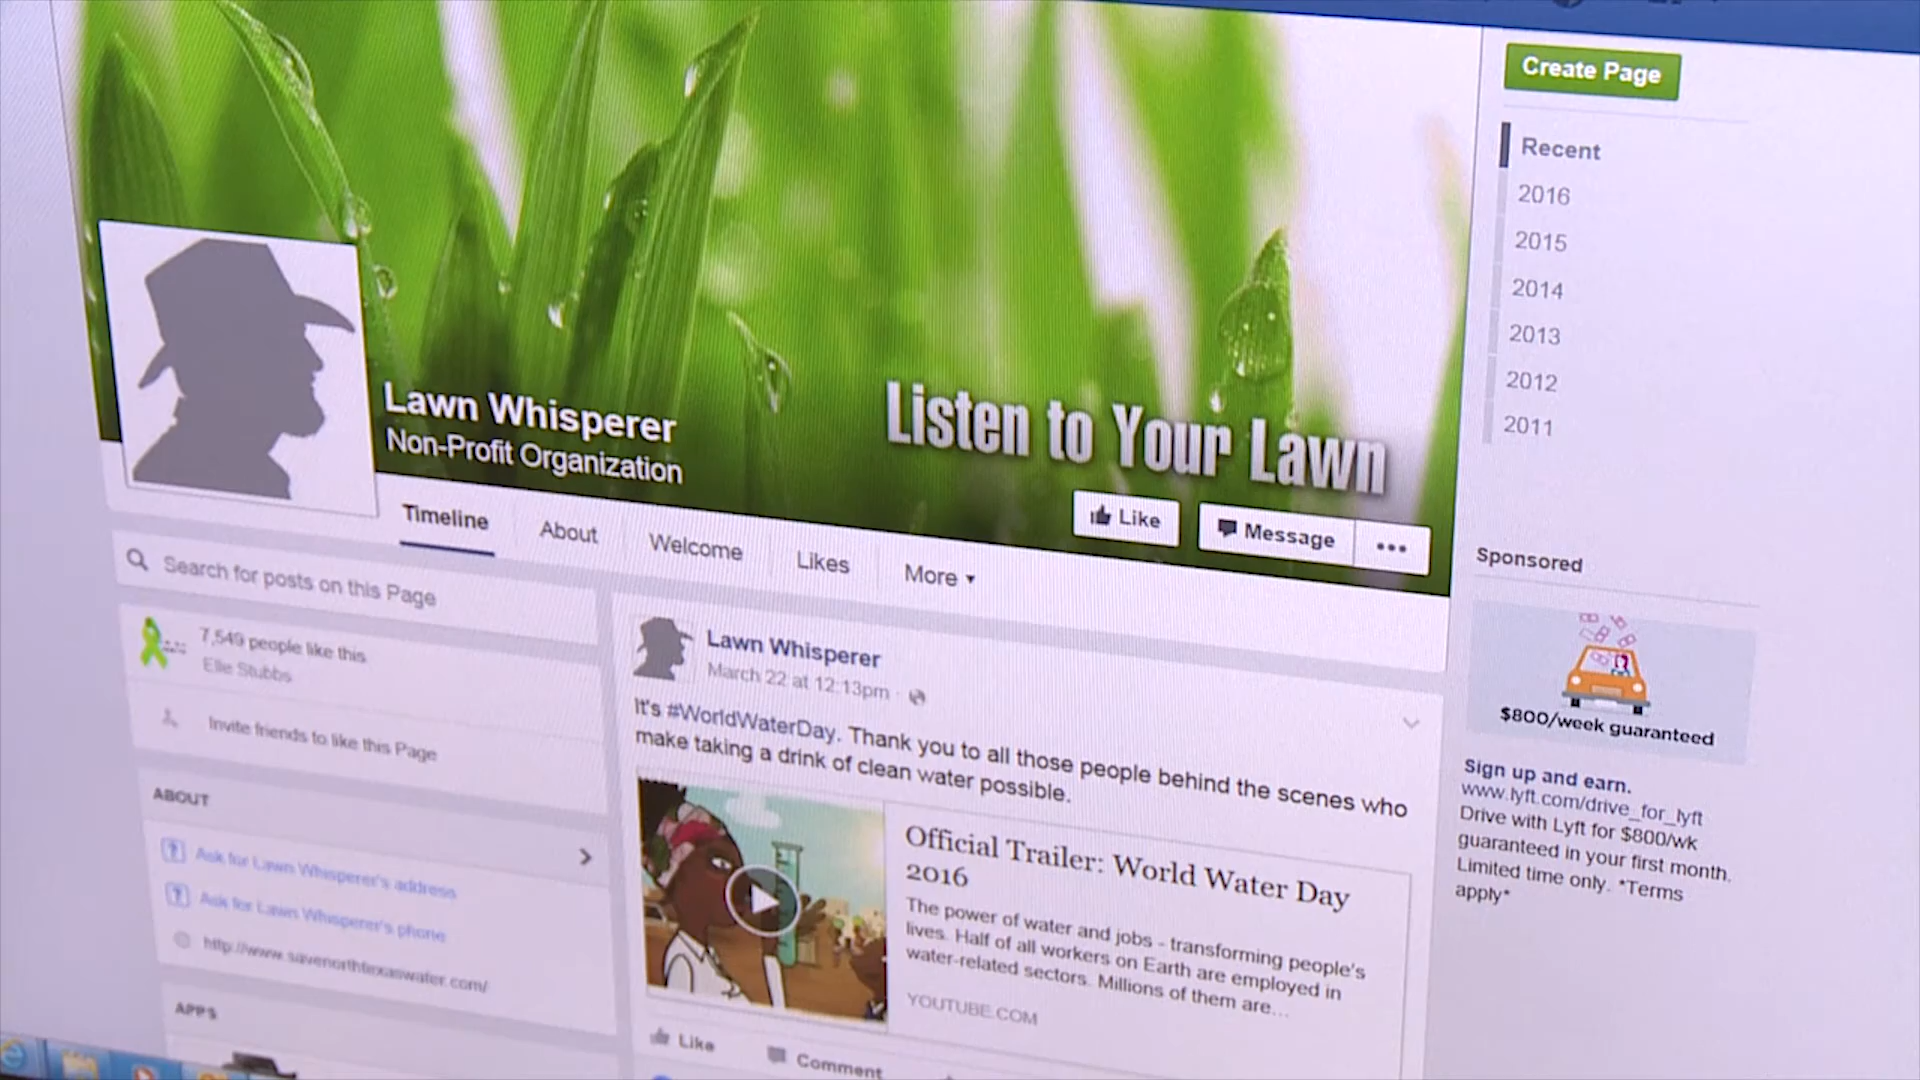 Create Page
Recent
2016
2015
2014
2013
2012
2011
Lawn Whisperer
Non-Profit Organization
Listen to Your Lawn
Like
Message
Timeline
About
Welcome
Likes
More
Search for posts on this Page
7,549 people like this
Elle Stubbs
Invite friends to like this Page
ABOUT
Ask for Lawn Whisperer's address
Ask for Lawn Whisperer's phone
http://www.savenorthtexaswater.com/
APPS
Lawn Whisperer
March 22 at 12:13pm ·
It's #WorldWaterDay. Thank you to all those people behind the scenes who
make taking a drink of clean water possible.
Official Trailer: World Water Day
2016
The power of water and jobs - transforming people's
lives. Half of all workers on Earth are employed in
water-related sectors. Millions of them are...
YOUTUBE.COM
Like
Comment
Sponsored
$800/week guaranteed
Sign up and earn.
www.lyft.com/drive_for_lyft
Drive with Lyft for $800/wk
guaranteed in your first month.
Limited time only. *Terms
apply*